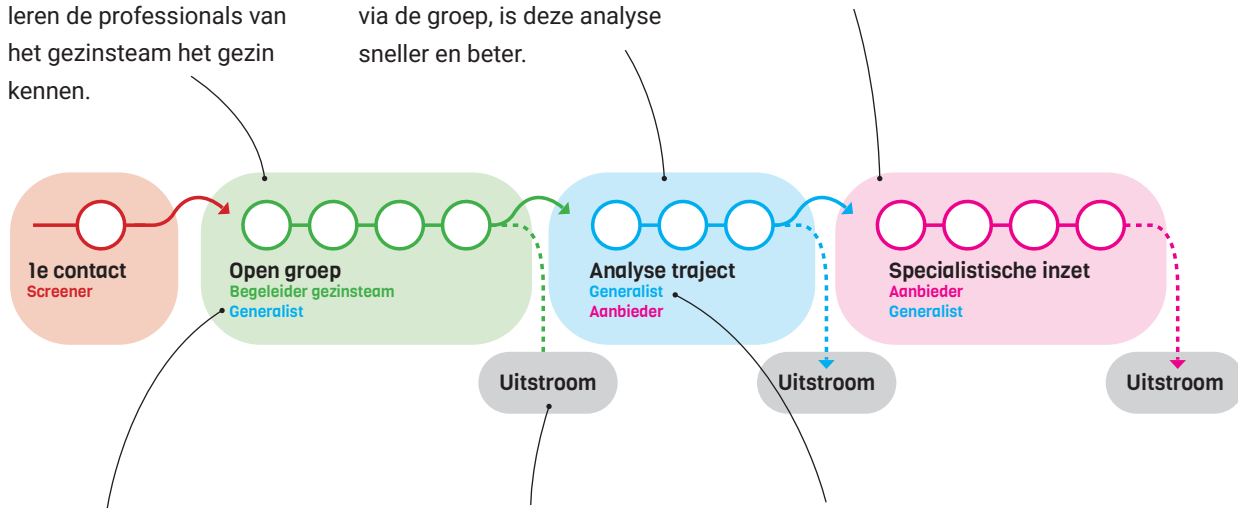 leren de professionals van
het gezinsteam het gezin
kennen.
via de groep, is deze analyse
sneller en beter.
1e contact
Screener
Open groep
Begeleider gezinsteam
Generalist
Analyse traject
Generalist
Aanbieder
Specialistische inzet
Aanbieder
Generalist
Uitstroom
Uitstroom
Uitstroom